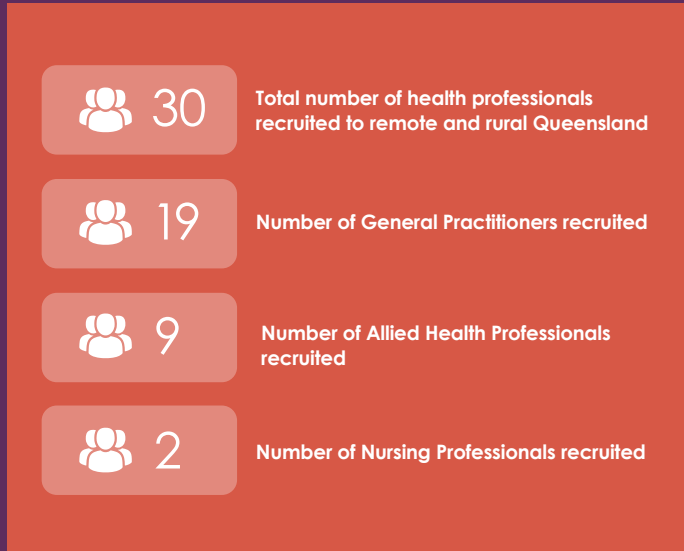 30
Total number of health professionals
recruited to remote and rural Queensland
19
Number of General Practitioners recruited
9
Number of Allied Health Professionals
recruited
2
Number of Nursing Professionals recruited